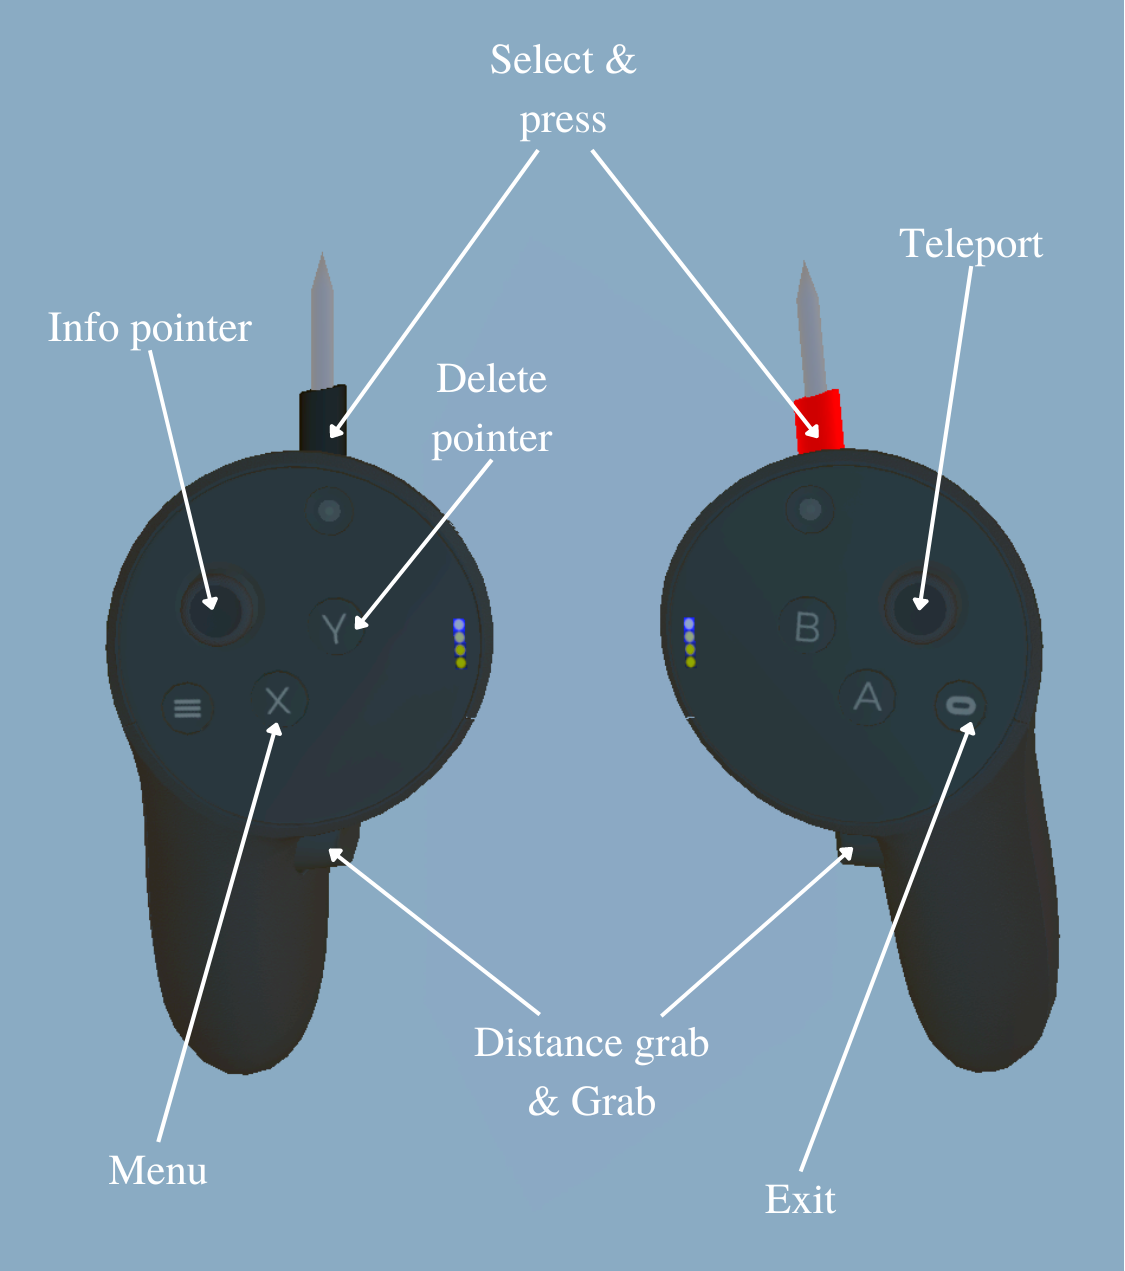 Select &
press
Teleport
Info pointer
Delete
pointer
Y
B
X
A
Distance grab
& Grab
Menu
Exit